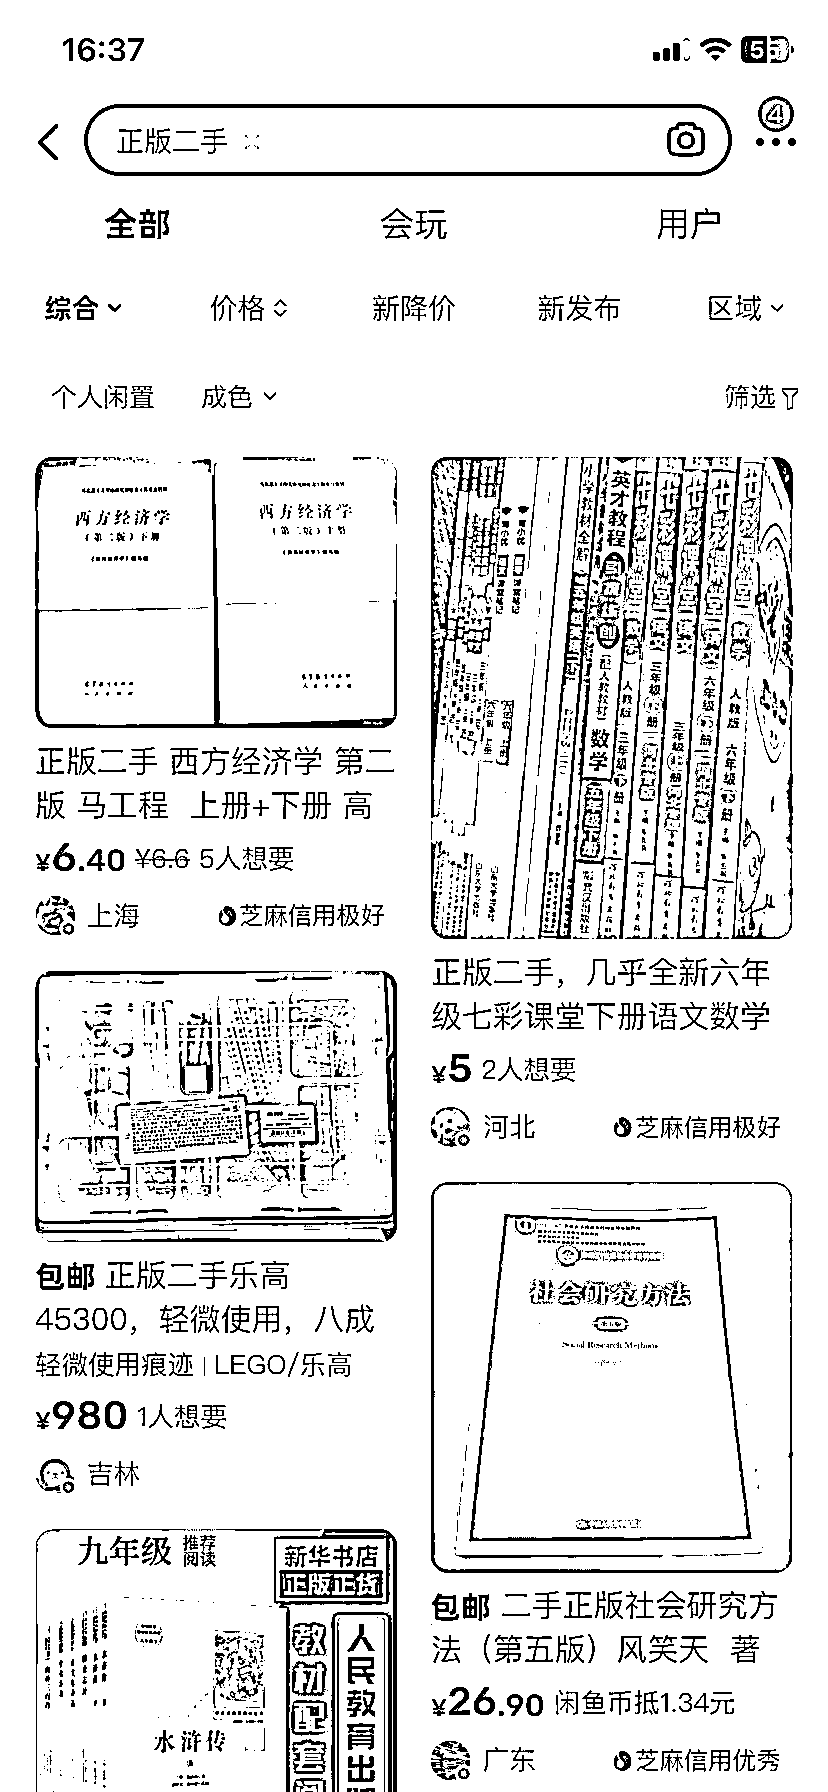 16:37
正版二手
④
全部 会玩 用户
综合 价格 新降价 新发布 区域
个人闲置 成色 筛选
西方经济学
（第二版）下册
西方经济学
（第二版）上册
正版二手 西方经济学 第二
版 马工程 上册+下册 高
¥6.40 ¥6.6 5人想要
上海 芝麻信用极好
包邮 正版二手乐高
45300，轻微使用，八成
轻微使用痕迹 | LEGO/乐高
¥980 1人想要
吉林
九年级 推荐
阅读
新华书店
正版正货
教材配套阅
人民教育出版
水浒传
英才教程
数学
五年级下册
七彩课堂
人教版
三年级
六年级
正版二手，几乎全新六年
级七彩课堂下册语文数学
¥5 2人想要
河北 芝麻信用极好
社会研究方法
Social Research Methods
包邮 二手正版社会研究方
法（第五版）风笑天 著
¥26.90 闲鱼币抵1.34元
广东 芝麻信用优秀